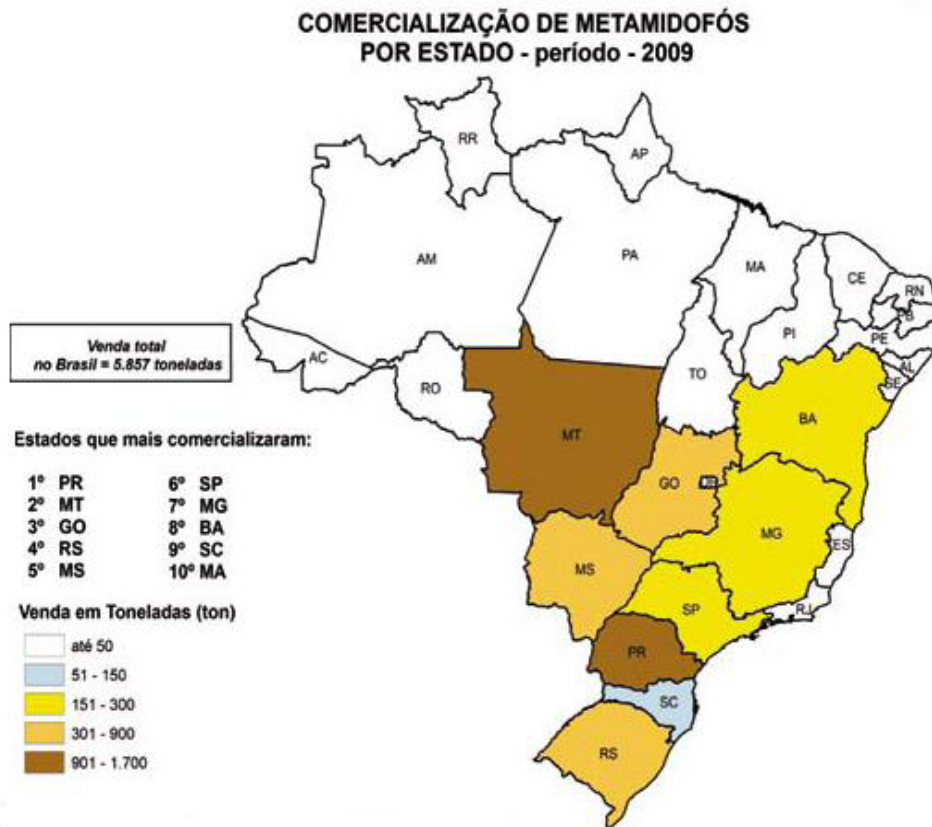 COMERCIALIZAÇÃO DE METAMIDOFÓS
POR ESTADO - período - 2009
RR
AP
AM
PA
MA
CE
RN
PI
PE
AL
SE
AC
RO
TO
BA
MT
GO
MG
ES
MS
SP
RJ
PR
SC
RS
Venda total
no Brasil = 5.857 toneladas
Estados que mais comercializaram:
1º PR
2º MT
3º GO
4º RS
5º MS
6º SP
7º MG
8º BA
9º SC
10º MA
Venda em Toneladas (ton)
até 50
51 - 150
151 - 300
301 - 900
901 - 1.700